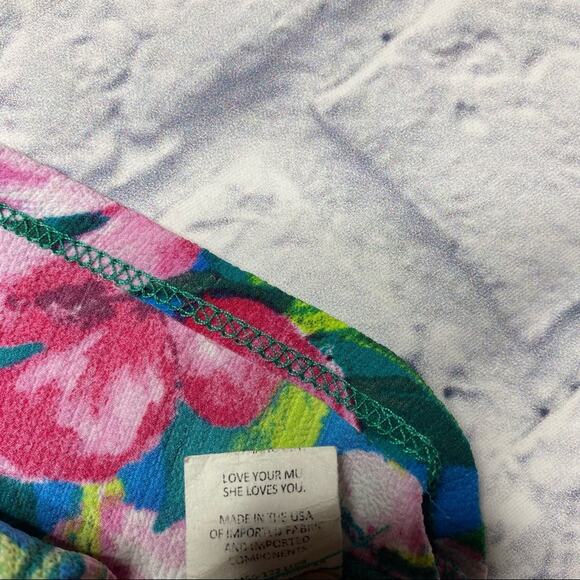 LOVE YOUR MU
SHE LOVES YOU.
MADE IN THE USA
OF IMPORTED FABRIC
AND IMPORTED
COMPONENTS